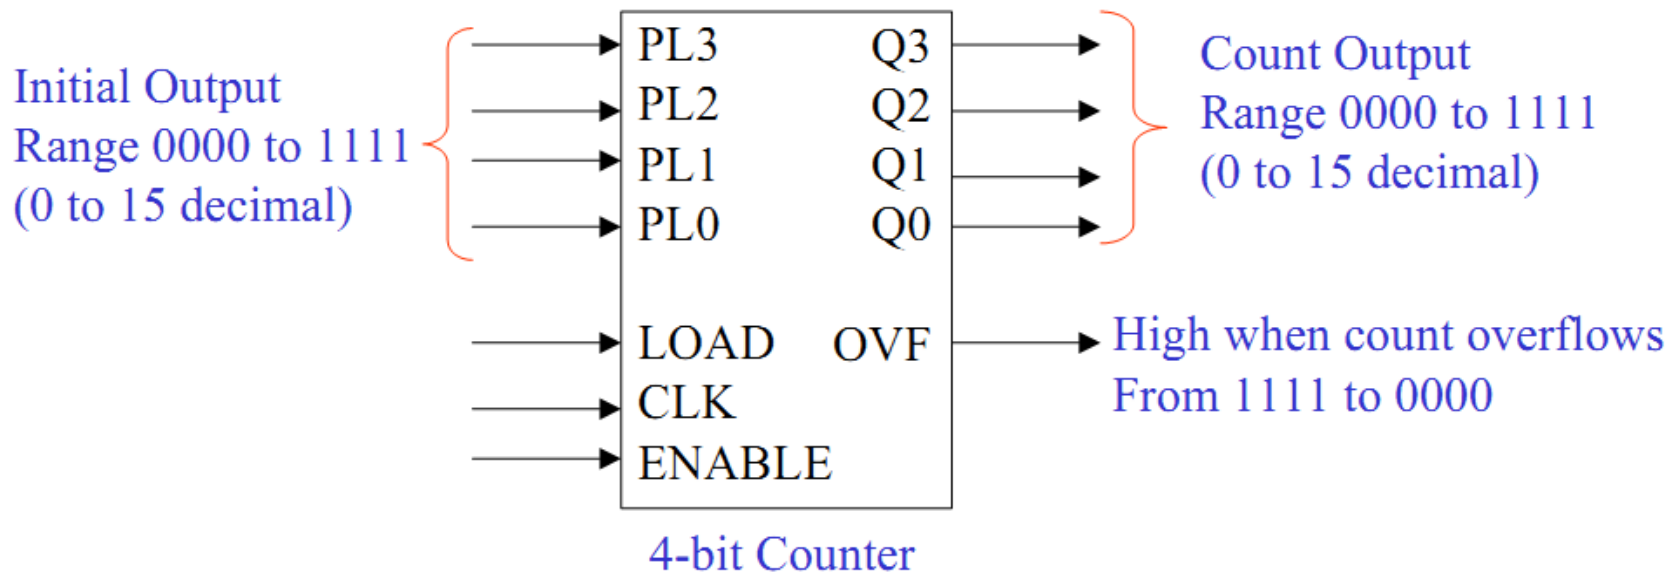 Initial Output
Range 0000 to 1111
(0 to 15 decimal)
PL3
PL2
PL1
PL0
LOAD
CLK
ENABLE
Q3
Q2
Q1
Q0
OVF
Count Output
Range 0000 to 1111
(0 to 15 decimal)
High when count overflows
From 1111 to 0000
4-bit Counter